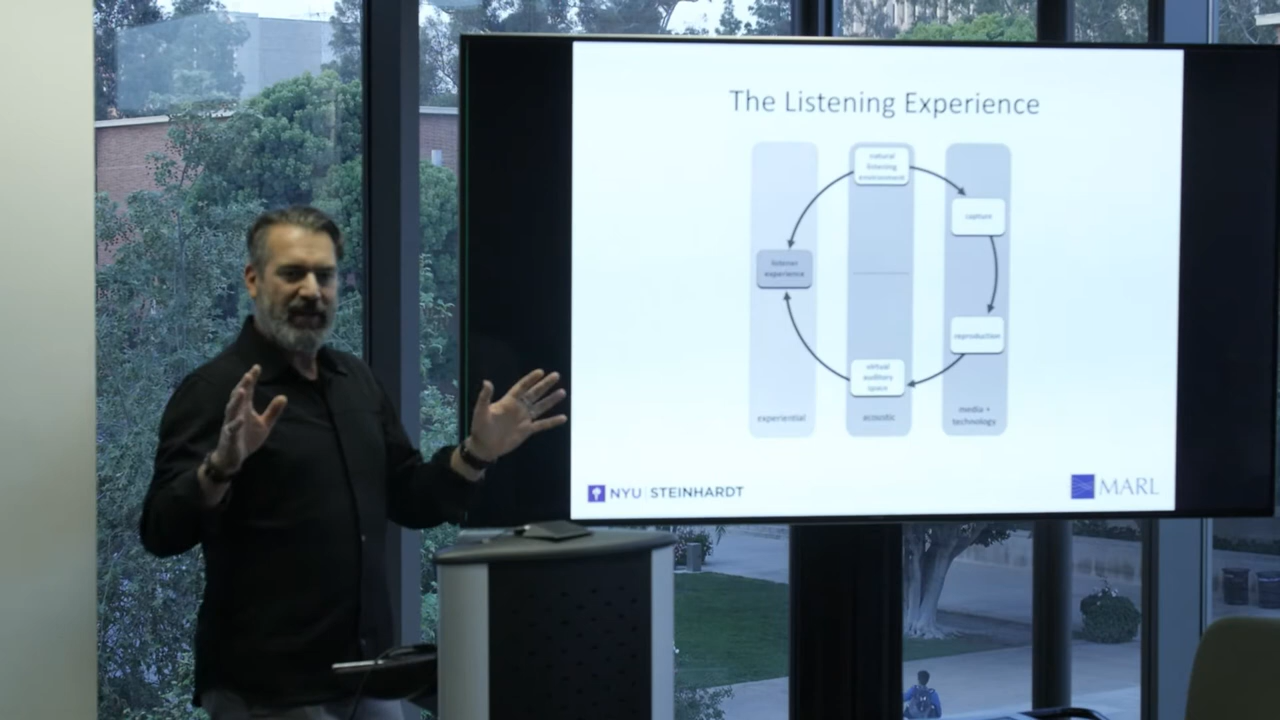 The Listening Experience
natural
listening
environment
capture
listener
experience
reproduction
virtual
auditory
space
experiential
acoustic
media +
technology
NYU STEINHARDT
MARL